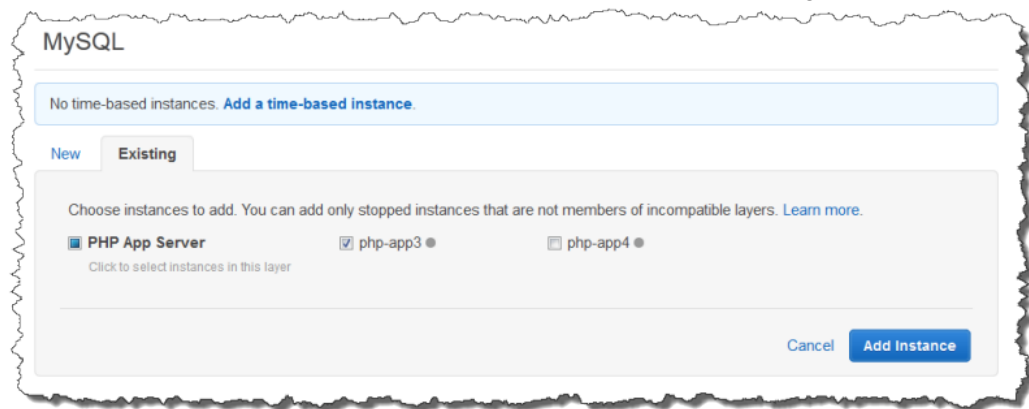 MySQL
No time-based instances. Add a time-based instance.
New Existing
Choose instances to add. You can add only stopped instances that are not members of incompatible layers. Learn more.
PHP App Server php-app3 php-app4
Click to select instances in this layer
Cancel Add Instance